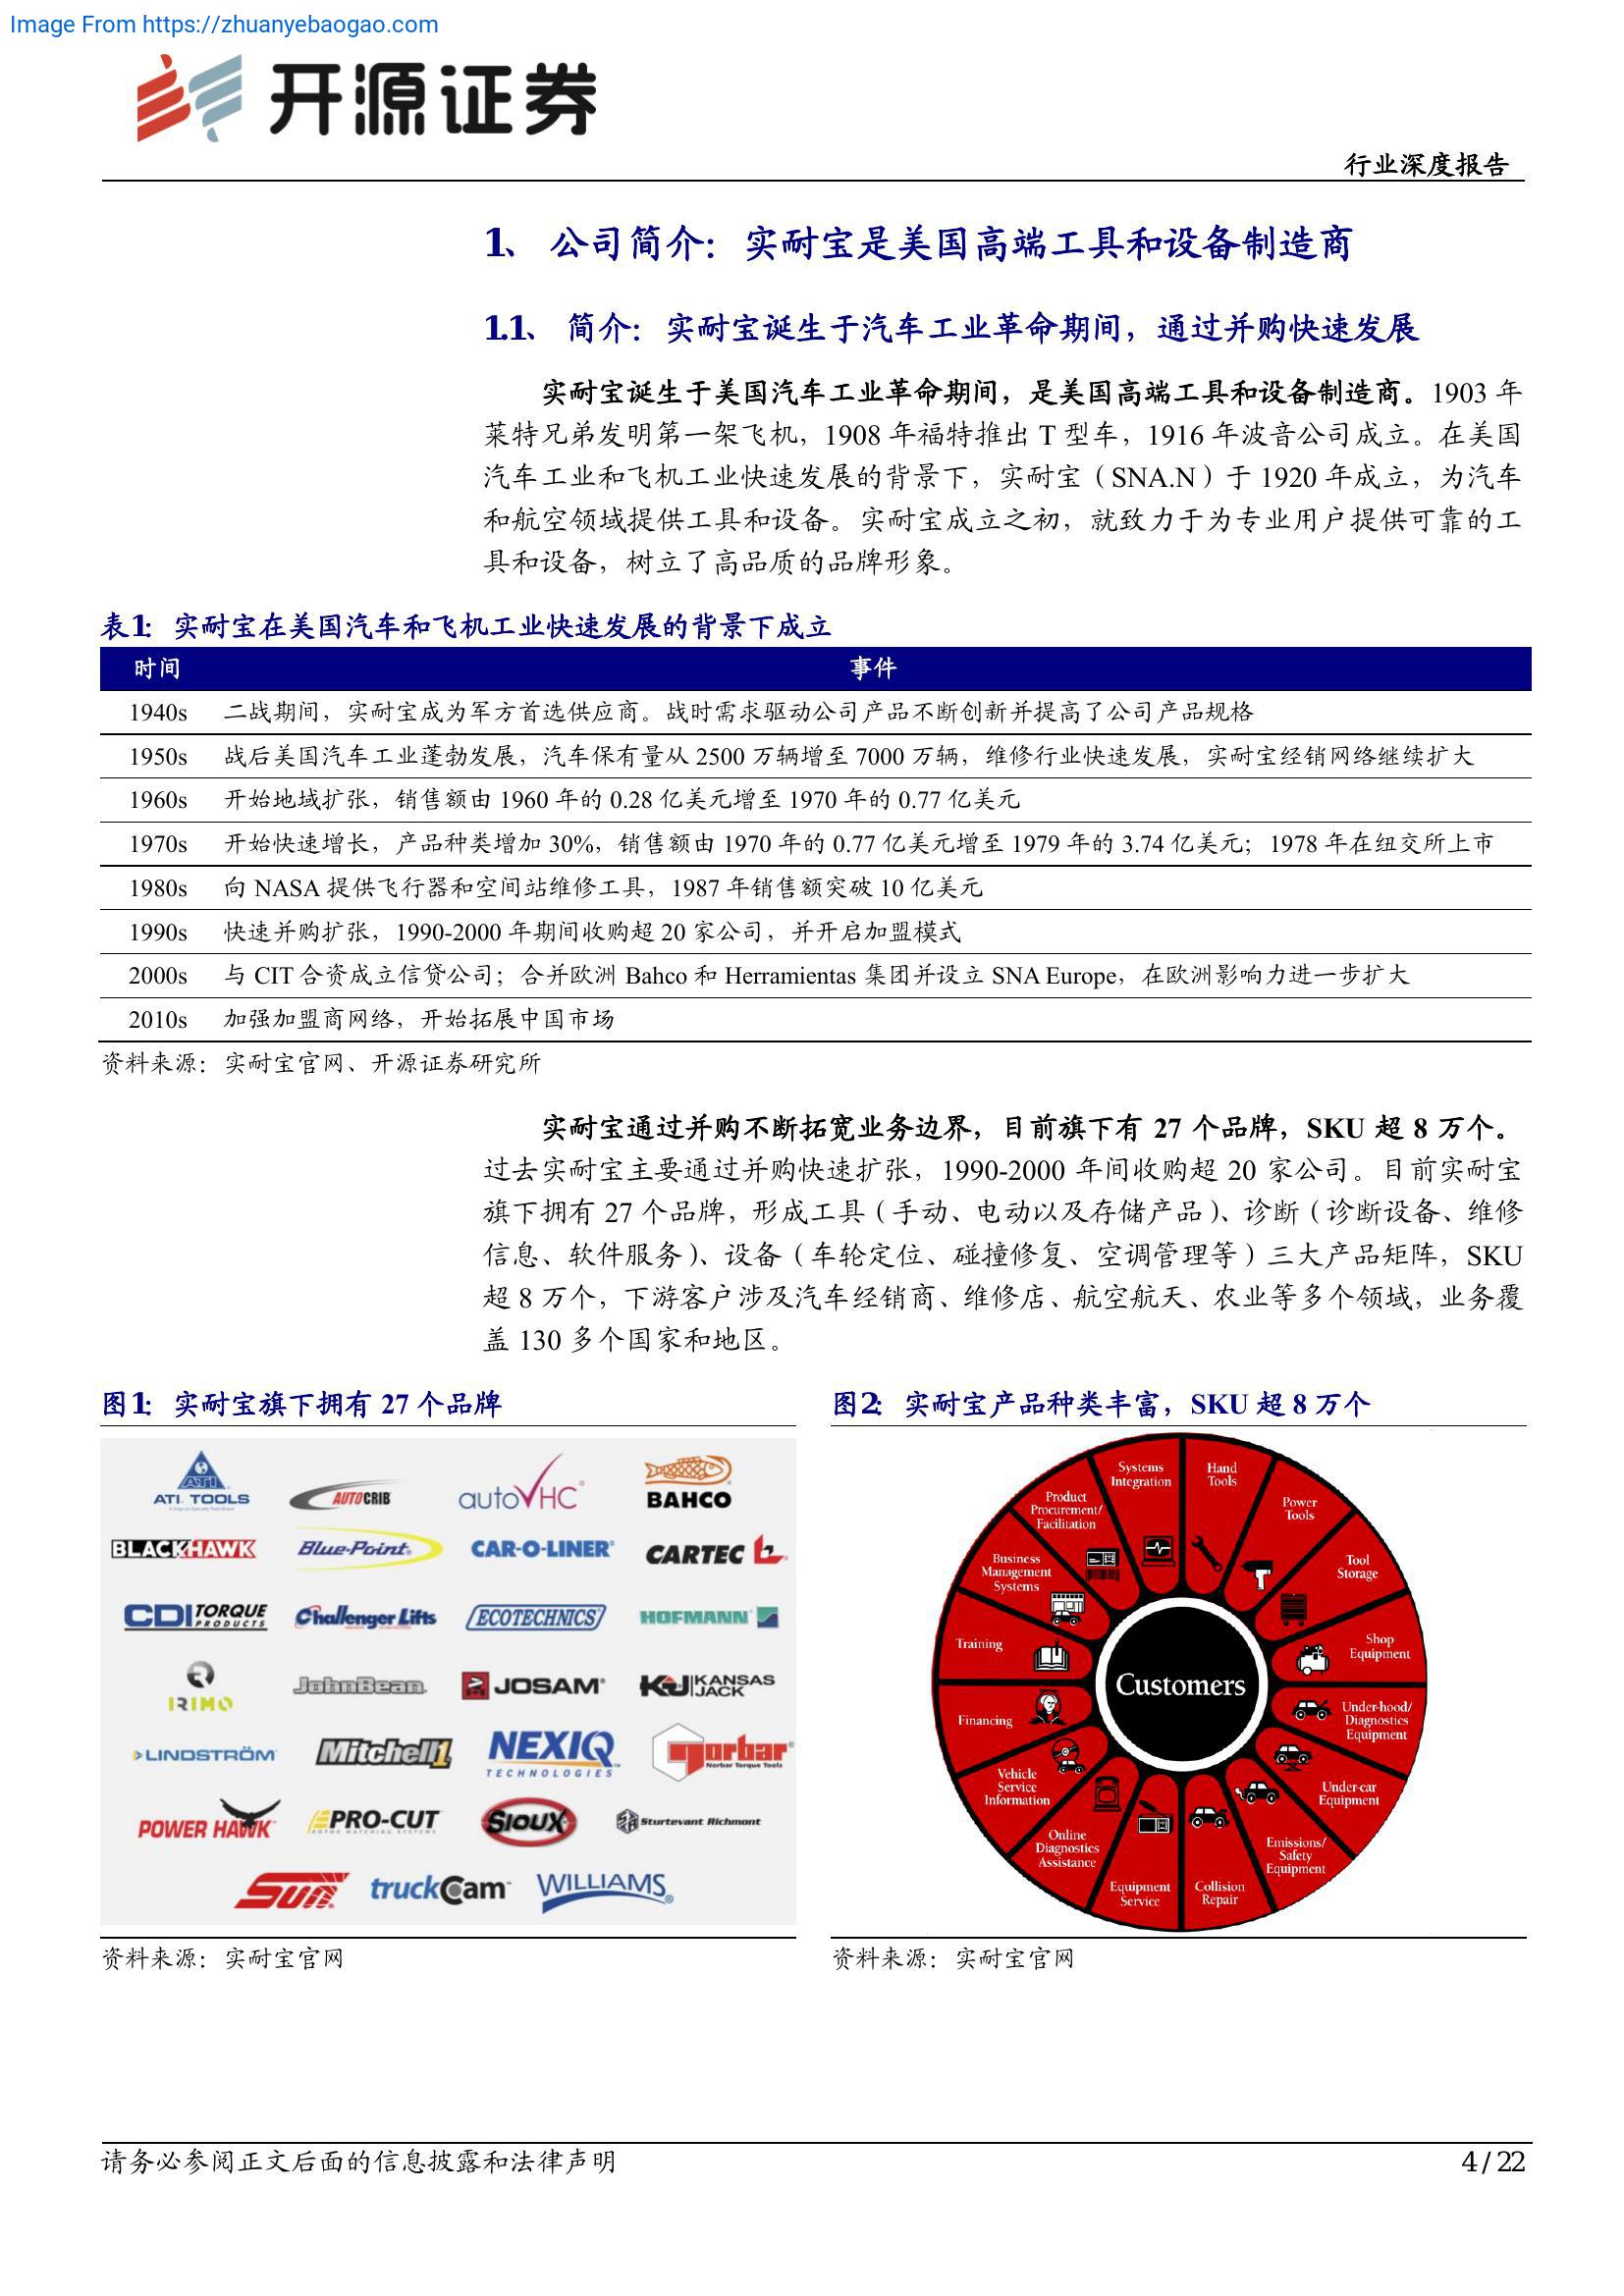 Image From https://zhuanyebaogao.com
开源证券
行业深度报告
1、 公司简介：实耐宝是美国高端工具和设备制造商
1.1、 简介：实耐宝诞生于汽车工业革命期间，通过并购快速发展
实耐宝诞生于美国汽车工业革命期间，是美国高端工具和设备制造商。1903 年
莱特兄弟发明第一架飞机，1908 年福特推出 T 型车，1916 年波音公司成立。在美国
汽车工业和飞机工业快速发展的背景下，实耐宝（SNA.N）于 1920 年成立，为汽车
和航空领域提供工具和设备。实耐宝成立之初，就致力于为专业用户提供可靠的工
具和设备，树立了高品质的品牌形象。
表1：实耐宝在美国汽车和飞机工业快速发展的背景下成立
时间 事件
1940s 二战期间，实耐宝成为军方首选供应商。战时需求驱动公司产品不断创新并提高了公司产品规格
1950s 战后美国汽车工业蓬勃发展，汽车保有量从 2500 万辆增至 7000 万辆，维修行业快速发展，实耐宝经销网络继续扩大
1960s 开始地域扩张，销售额由 1960 年的 0.28 亿美元增至 1970 年的 0.77 亿美元
1970s 开始快速增长，产品种类增加 30%，销售额由 1970 年的 0.77 亿美元增至 1979 年的 3.74 亿美元；1978 年在纽交所上市
1980s 向 NASA 提供飞行器和空间站维修工具，1987 年销售额突破 10 亿美元
1990s 快速并购扩张，1990-2000 年期间收购超 20 家公司，并开启加盟模式
2000s 与 CIT 合资成立信贷公司；合并欧洲 Bahco 和 Herramientas 集团并设立 SNA Europe，在欧洲影响力进一步扩大
2010s 加强加盟商网络，开始拓展中国市场
资料来源：实耐宝官网、开源证券研究所
实耐宝通过并购不断拓宽业务边界，目前旗下有 27 个品牌，SKU 超 8 万个。
过去实耐宝主要通过并购快速扩张，1990-2000 年间收购超 20 家公司。目前实耐宝
旗下拥有 27 个品牌，形成工具（手动、电动以及存储产品）、诊断（诊断设备、维修
信息、软件服务）、设备（车轮定位、碰撞修复、空调管理等）三大产品矩阵，SKU
超 8 万个，下游客户涉及汽车经销商、维修店、航空航天、农业等多个领域，业务覆
盖 130 多个国家和地区。
图1：实耐宝旗下拥有 27 个品牌
ATI
ATI. TOOLS
AUTOCRIB
autoVHC
BAHCO
BLACKHAWK
Blue-Point
CAR-O-LINER
CARTEC
CDI TORQUE PRODUCTS
Challenger Lifts
ECOTECHNICS
HOFMANN
IRIMO
JohnBean
JOSAM
KJ KANSAS JACK
LINDSTRÖM
Mitchell1
NEXIQ TECHNOLOGIES
Norbar
Norbar Torque Tools
POWER HAWK
PRO-CUT
SIOUX
Sturtevant Richmont
Sun
truckCam
WILLIAMS
资料来源：实耐宝官网
图2：实耐宝产品种类丰富，SKU 超 8 万个
Customers
Hand
Tools
Power
Tools
Tool
Storage
Shop
Equipment
Under-hood/
Diagnostics
Equipment
Under-car
Equipment
Emissions/
Safety
Equipment
Collision
Repair
Equipment
Service
Online
Diagnostics
Assistance
Vehicle
Service
Information
Financing
Training
Business
Management
Systems
Product
Procurement/
Facilitation
Systems
Integration
资料来源：实耐宝官网
请务必参阅正文后面的信息披露和法律声明
4 / 22